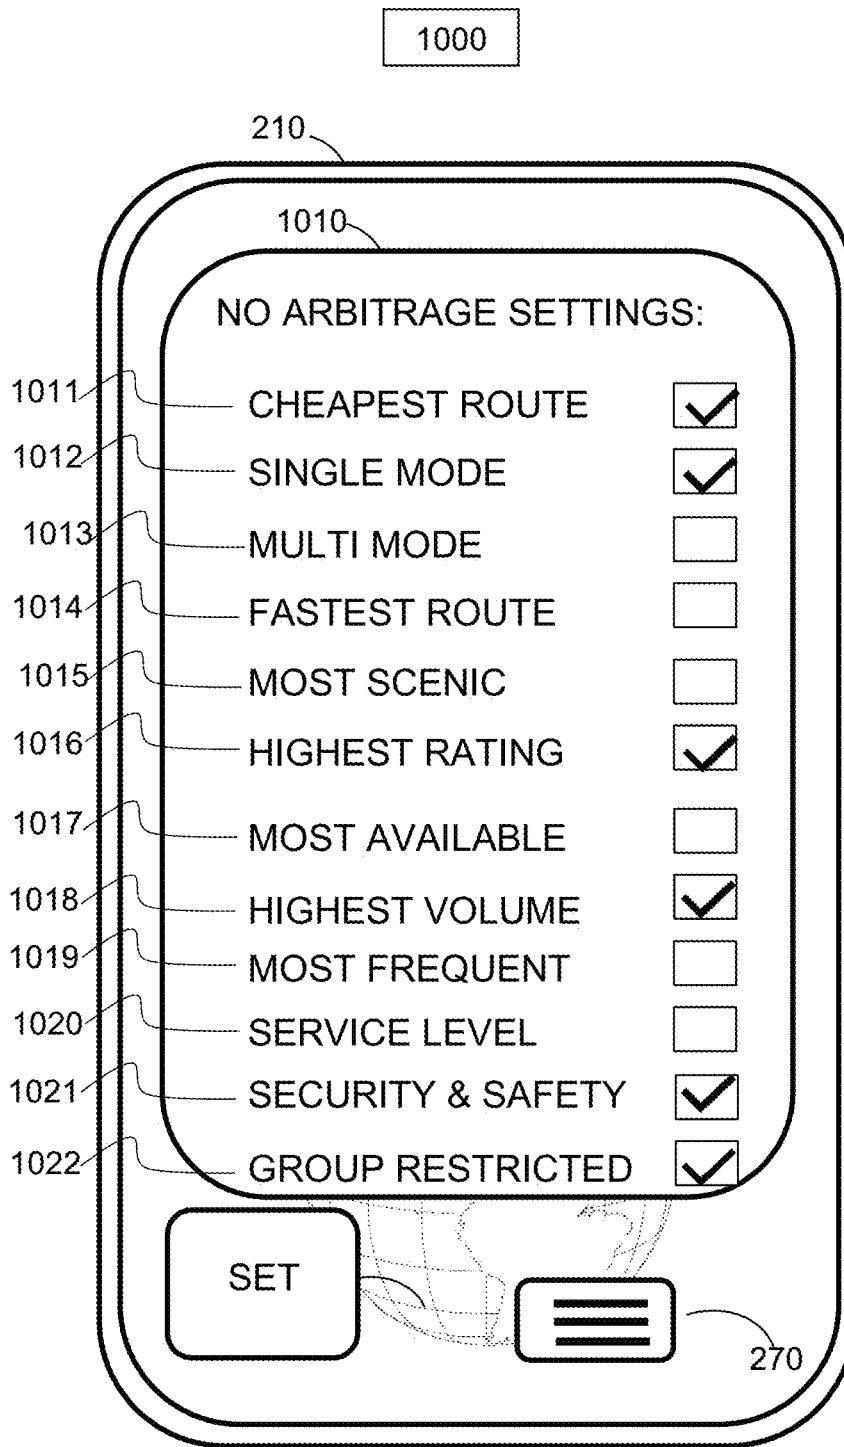 1000
210
1010
NO ARBITRAGE SETTINGS:
1011 CHEAPEST ROUTE
1012 SINGLE MODE
1013 MULTI MODE
1014 FASTEST ROUTE
1015 MOST SCENIC
1016 HIGHEST RATING
1017 MOST AVAILABLE
1018 HIGHEST VOLUME
1019 MOST FREQUENT
1020 SERVICE LEVEL
1021 SECURITY & SAFETY
1022 GROUP RESTRICTED
SET
270